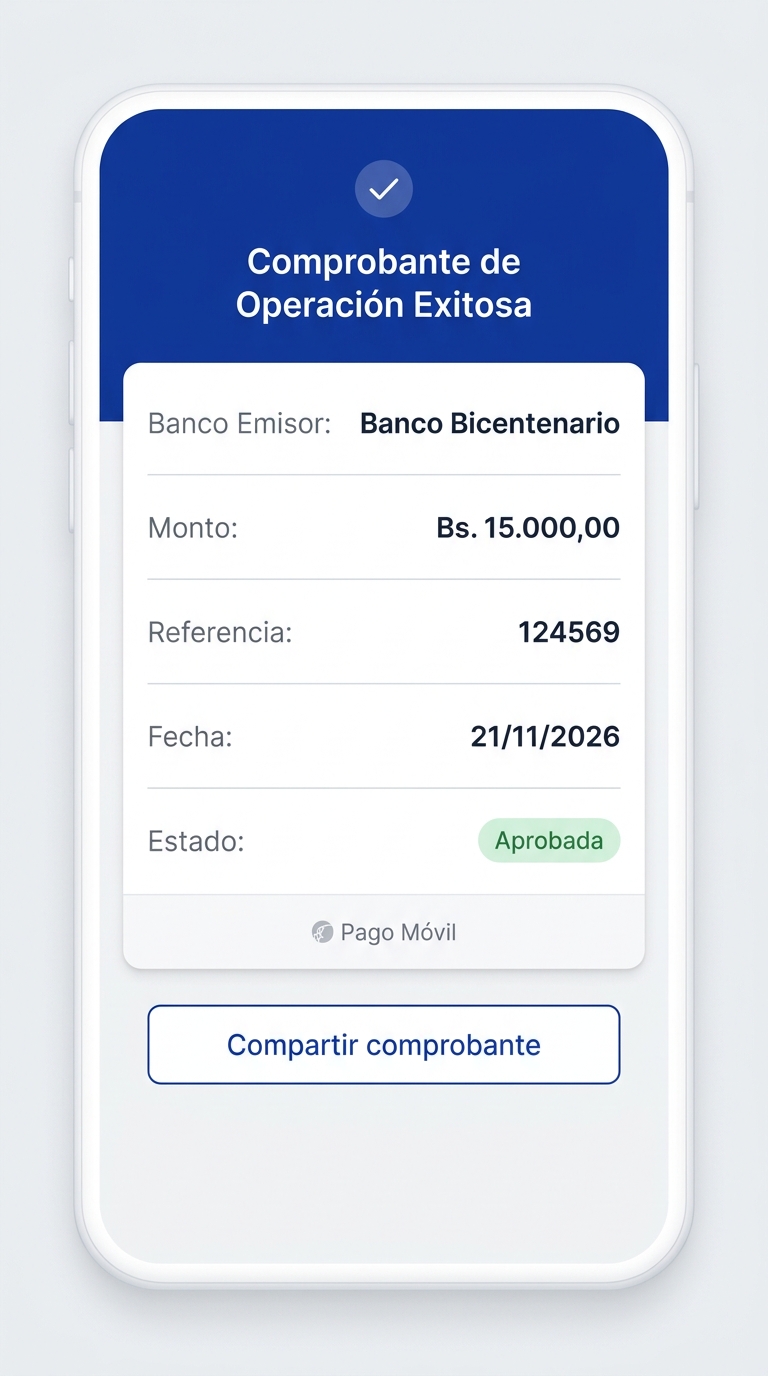 Comprobante de
Operación Exitosa
Banco Emisor: Banco Bicentenario
Monto: Bs. 15.000,00
Referencia: 124569
Fecha: 21/11/2026
Estado: Aprobada
Pago Móvil
Compartir comprobante